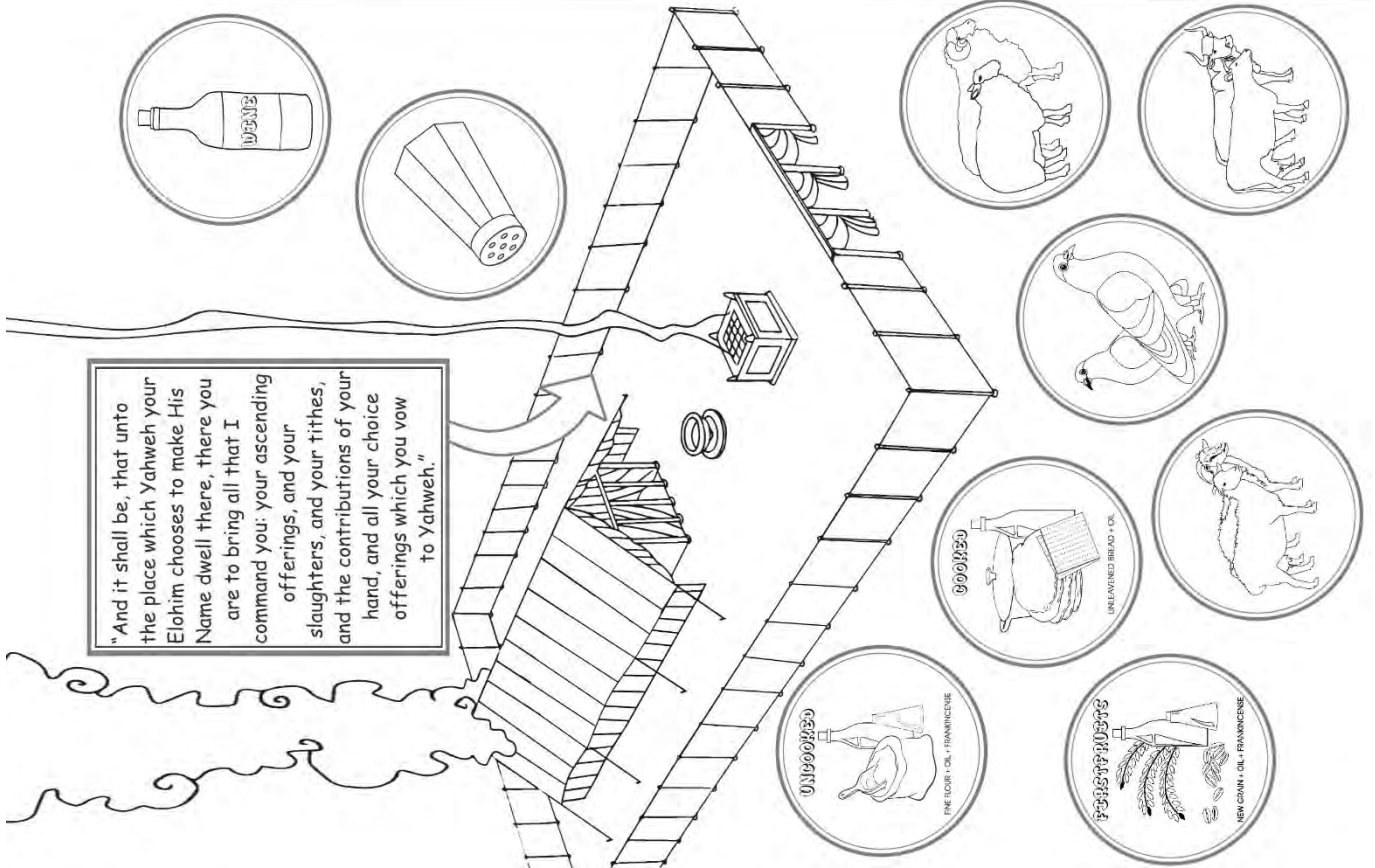 WINE
"And it shall be, that unto
the place which Yahweh your
Elohim chooses to make His
Name dwell there, there you
are to bring all that I
command you: your ascending
offerings, and your
slaughters, and your tithes,
and the contributions of your
hand, and all your choice
offerings which you vow
to Yahweh."
UNCOOKED
FINE FLOUR + OIL + FRANKINCENSE
COOKED
UNLEAVENED BREAD + OIL
FIRSTFRUITS
NEW GRAIN + OIL + FRANKINCENSE